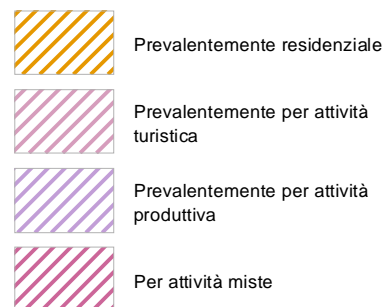 Prevalentemente residenziale
Prevalentemente per attività
turistica
Prevalentemente per attività
produttiva
Per attività miste